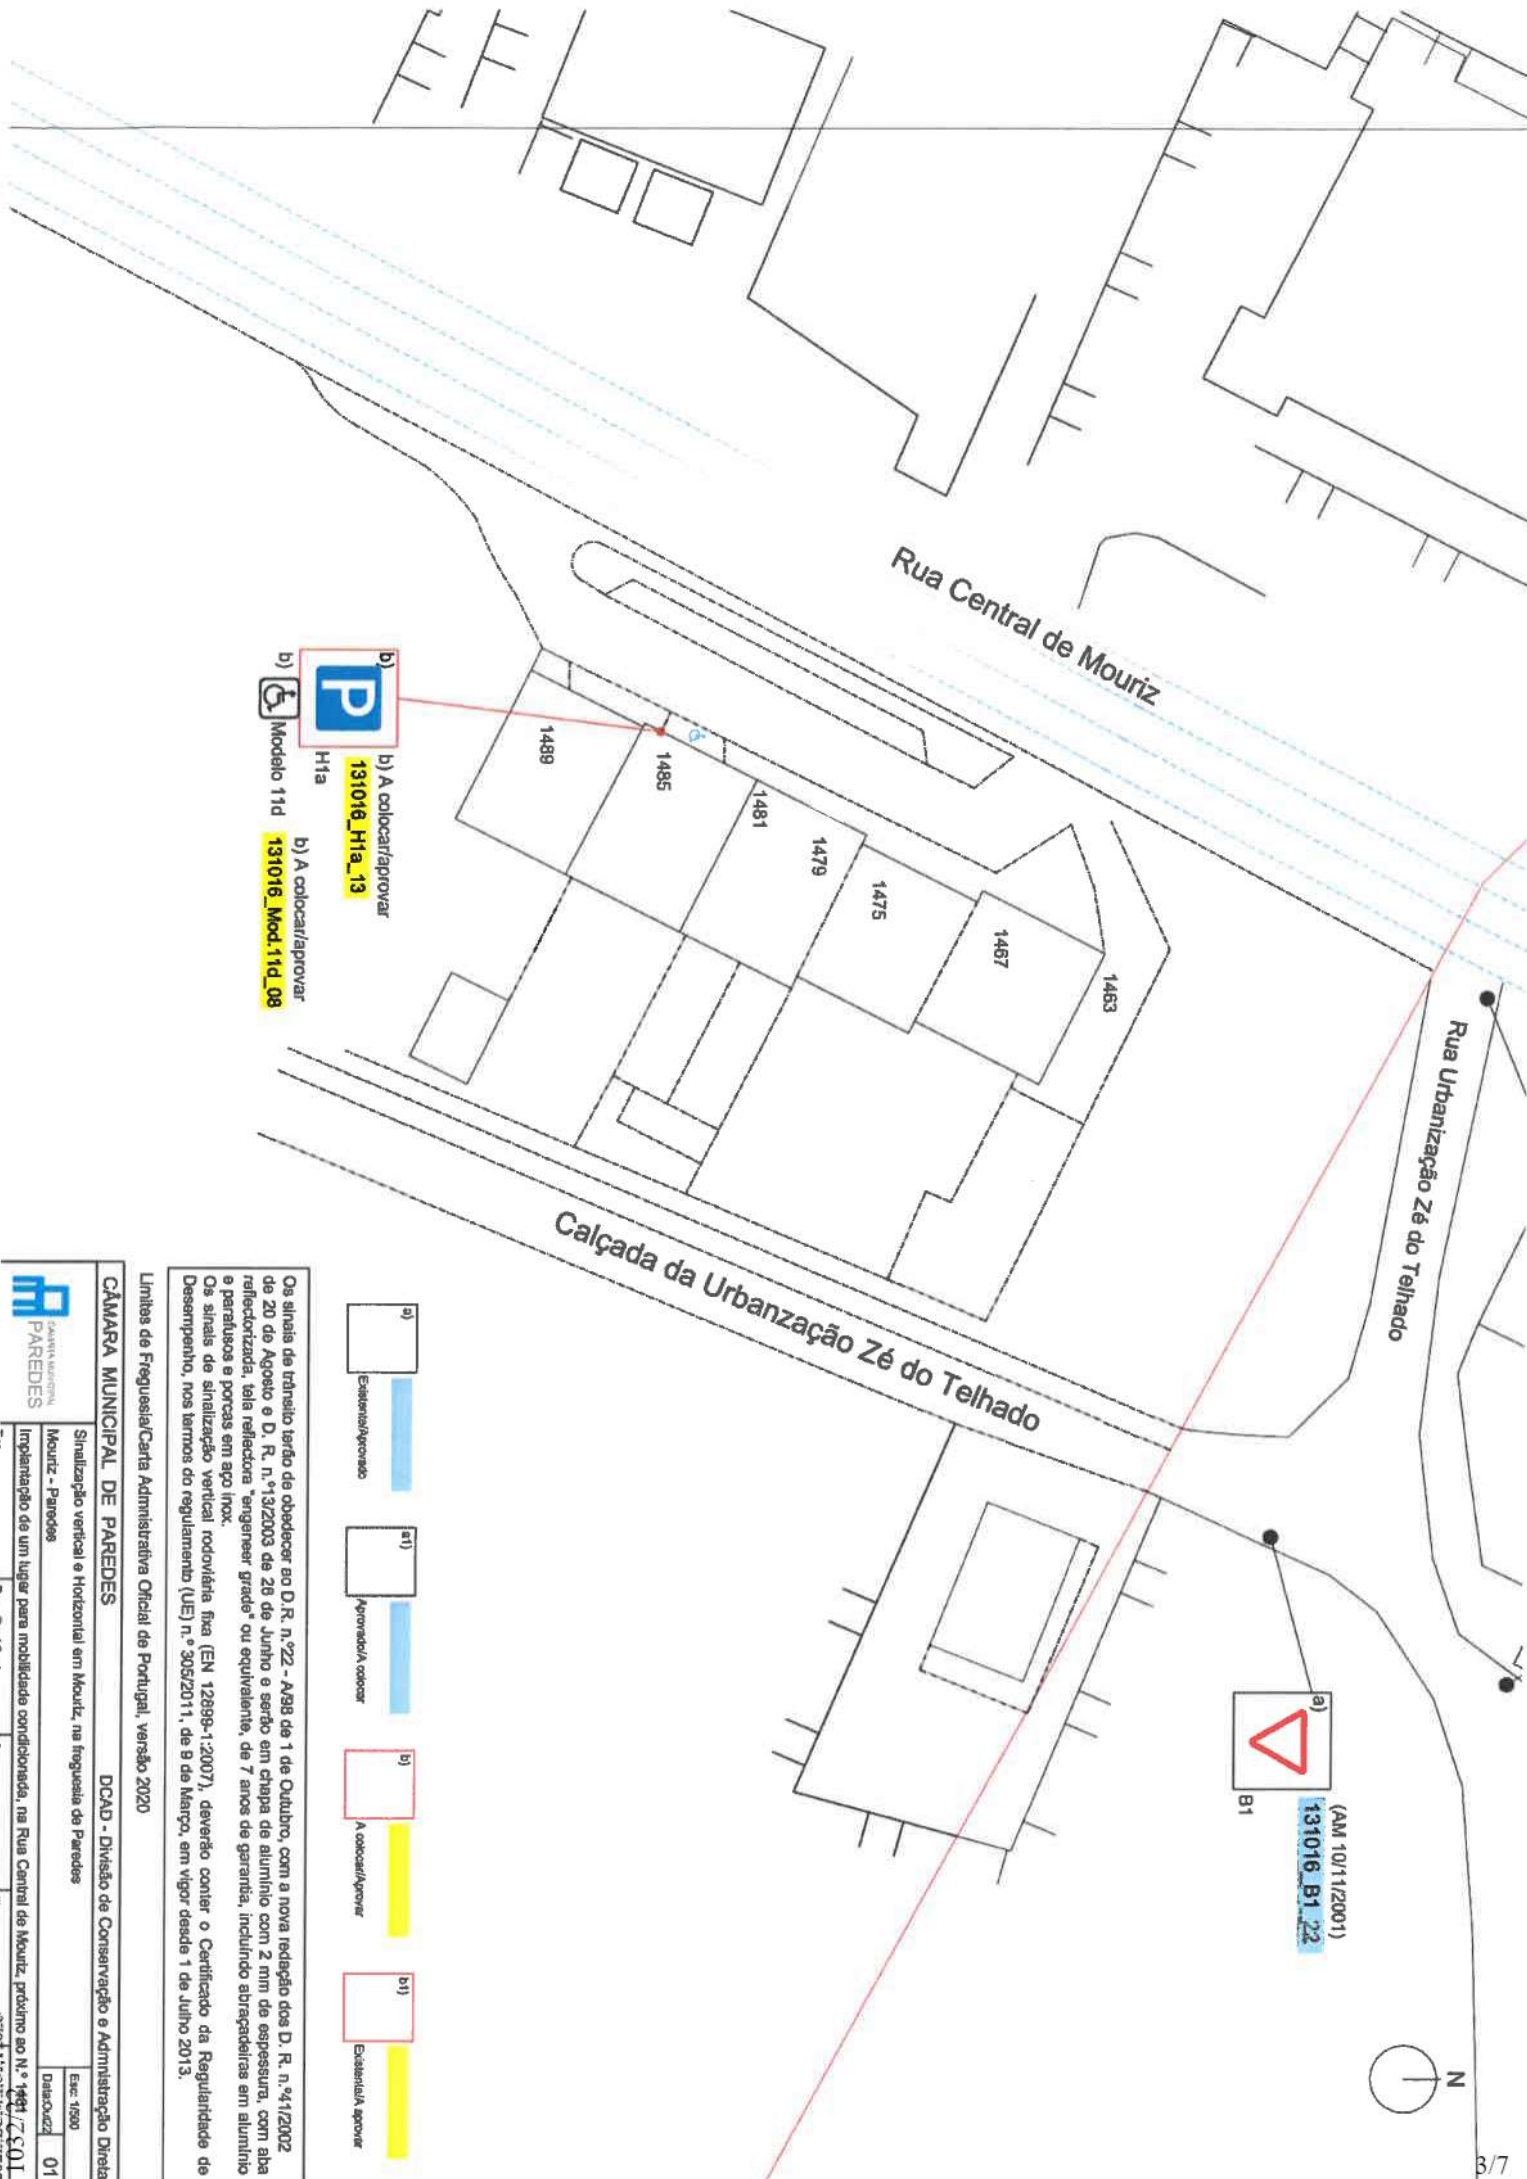 3/7
N
Rua Central de Mouriz
Rua Urbanização Zé do Telhado
Calçada da Urbanzação Zé do Telhado
1463
1467
1475
1479
1481
1485
1489
b)
P
H1a
b) A colocar/aprovar
131016_H1a_13
b)
Modelo 11d
b) A colocar/aprovar
131016_Mod.11d_08
(AM 10/11/2001)
131016_B1_22
a)
B1
a)
Existente/Aprovado
a1)
Aprovado/A colocar
b)
A colocar/Aprovar
b1)
Existente/A aprovar
Os sinais de trânsito terão de obedecer ao D.R. n.º22 - A/98 de 1 de Outubro, com a nova redação dos D. R. n.º41/2002
de 20 de Agosto e D. R. n.º13/2003 de 26 de Junho e serão em chapa de alumínio com 2 mm de espessura, com aba
reflectorizada, tela reflectora "engeneer grade" ou equivalente, de 7 anos de garantia, incluíndo abraçadeiras em alumínio
e parafusos e porcas em aço inox.
Os sinais de sinalização vertical rodoviária fixa (EN 12899-1:2007), deverão conter o Certificado da Regularidade de
Desempenho, nos termos do regulamento (UE) n.º 305/2011, de 9 de Março, em vigor desde 1 de Julho 2013.
Limites de Freguesia/Carta Admnistrativa Oficial de Portugal, versão 2020
CÂMARA MUNICIPAL DE PAREDES
DCAD - Divisão de Conservação e Admnistração Direta
CÂMARA MUNICIPAL
PAREDES
Sinalização vertical e Horizontal em Mouriz, na freguesia de Paredes
Mouriz - Paredes
Esc: 1/500
Data:Out22
01
Implantação de um lugar para mobilidade condicionada, na Rua Central de Mouriz, próximo ao N.º 1481
1032/22